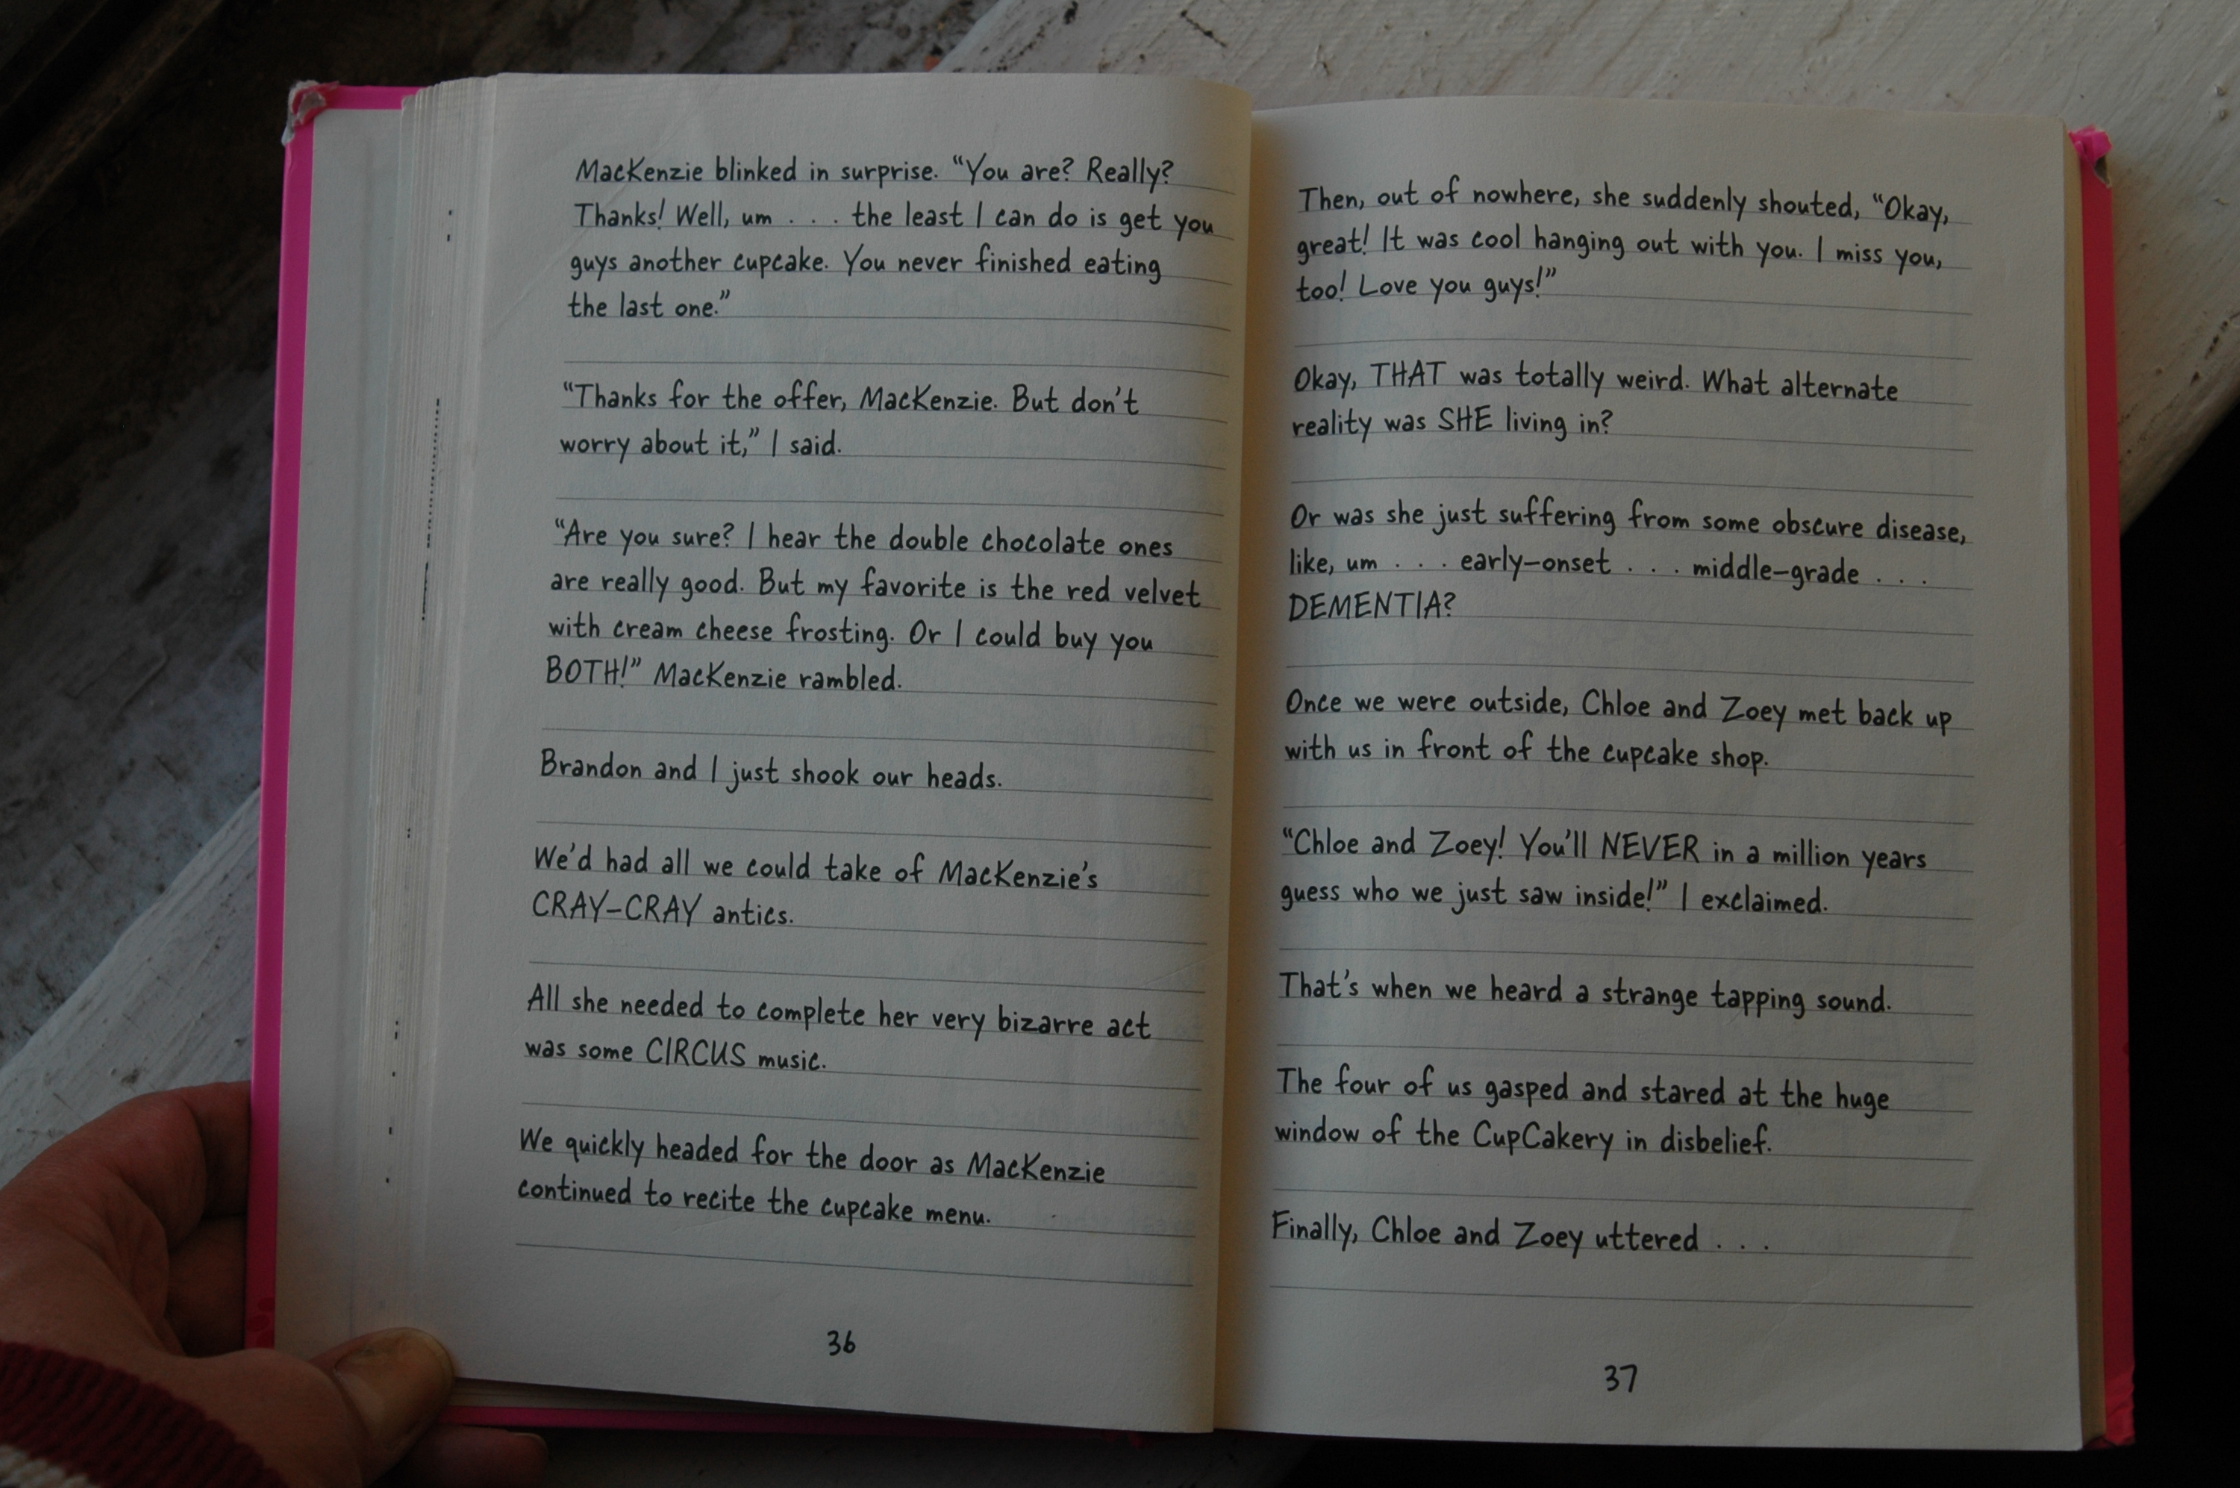 MacKenzie blinked in surprise. “You are? Really?
Thanks! Well, um . . . the least I can do is get you
guys another cupcake. You never finished eating
the last one.”
“Thanks for the offer, MacKenzie. But don’t
worry about it,” I said.
“Are you sure? I hear the double chocolate ones
are really good. But my favorite is the red velvet
with cream cheese frosting. Or I could buy you
BOTH!” MacKenzie rambled.
Brandon and I just shook our heads.
We’d had all we could take of MacKenzie’s
CRAY-CRAY antics.
All she needed to complete her very bizarre act
was some CIRCUS music.
We quickly headed for the door as MacKenzie
continued to recite the cupcake menu.
36
Then, out of nowhere, she suddenly shouted, “Okay,
great! It was cool hanging out with you. I miss you,
too! Love you guys!”
Okay, THAT was totally weird. What alternate
reality was SHE living in?
Or was she just suffering from some obscure disease,
like, um . . . early-onset . . . middle-grade . . .
DEMENTIA?
Once we were outside, Chloe and Zoey met back up
with us in front of the cupcake shop.
“Chloe and Zoey! You’ll NEVER in a million years
guess who we just saw inside!” I exclaimed.
That’s when we heard a strange tapping sound.
The four of us gasped and stared at the huge
window of the CupCakery in disbelief.
Finally, Chloe and Zoey uttered . . .
37